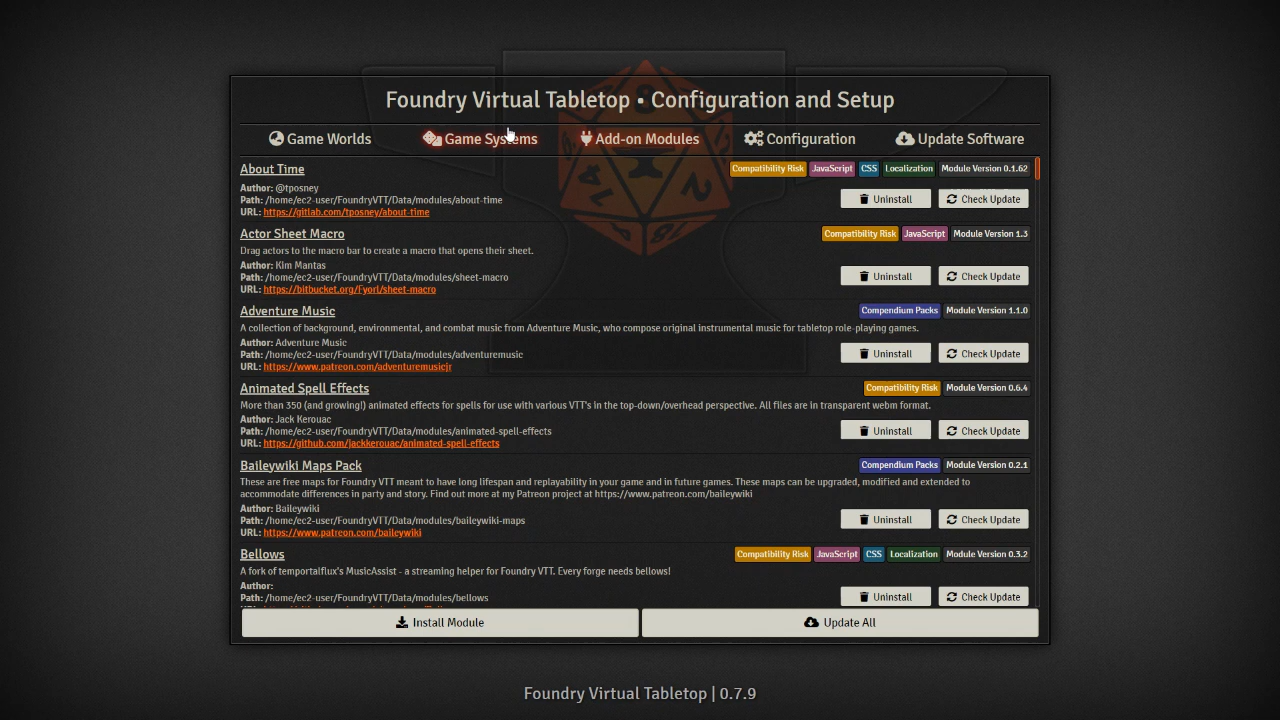 Foundry Virtual Tabletop • Configuration and Setup
Game Worlds
Game Systems
Add-on Modules
Configuration
Update Software
About Time
Compatibility Risk JavaScript CSS Localization Module Version 0.1.62
Author: @tposney
Path: /home/ec2-user/FoundryVTT/Data/modules/about-time
URL: https://gitlab.com/tposney/about-time
Uninstall Check Update
Actor Sheet Macro
Compatibility Risk JavaScript Module Version 1.3
Drag actors to the macro bar to create a macro that opens their sheet.
Author: Kim Mantas
Path: /home/ec2-user/FoundryVTT/Data/modules/sheet-macro
URL: https://bitbucket.org/Fyorl/sheet-macro
Uninstall Check Update
Adventure Music
Compendium Packs Module Version 1.1.0
A collection of background, environmental, and combat music from Adventure Music, who compose original instrumental music for tabletop role-playing games.
Author: Adventure Music
Path: /home/ec2-user/FoundryVTT/Data/modules/adventuremusic
URL: https://www.patreon.com/adventuremusicjr
Uninstall Check Update
Animated Spell Effects
Compatibility Risk Module Version 0.6.4
More than 350 (and growing!) animated effects for spells for use with various VTT's in the top-down/overhead perspective. All files are in transparent webm format.
Author: Jack Kerouac
Path: /home/ec2-user/FoundryVTT/Data/modules/animated-spell-effects
URL: https://github.com/jackkerouac/animated-spell-effects
Uninstall Check Update
Baileywiki Maps Pack
Compendium Packs Module Version 0.2.1
These are free maps for Foundry VTT meant to have long lifespan and replayability in your game and in future games. These maps can be upgraded, modified and extended to
accommodate differences in party and story. Find out more at my Patreon project at https://www.patreon.com/baileywiki
Author: Baileywiki
Path: /home/ec2-user/FoundryVTT/Data/modules/baileywiki-maps
URL: https://www.patreon.com/baileywiki
Uninstall Check Update
Bellows
Compatibility Risk JavaScript CSS Localization Module Version 0.3.2
A fork of temportalflux's MusicAssist - a streaming helper for Foundry VTT. Every forge needs bellows!
Author:
Path: /home/ec2-user/FoundryVTT/Data/modules/bellows
Uninstall Check Update
Install Module
Update All
Foundry Virtual Tabletop | 0.7.9